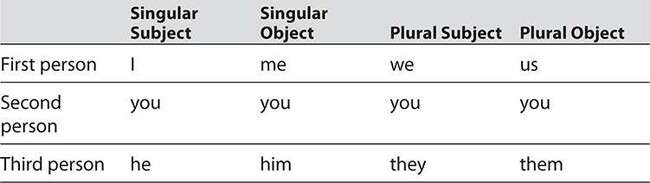 Singular Subject Singular Object Plural Subject Plural Object
First person I me we us
Second person you you you you
Third person he him they them